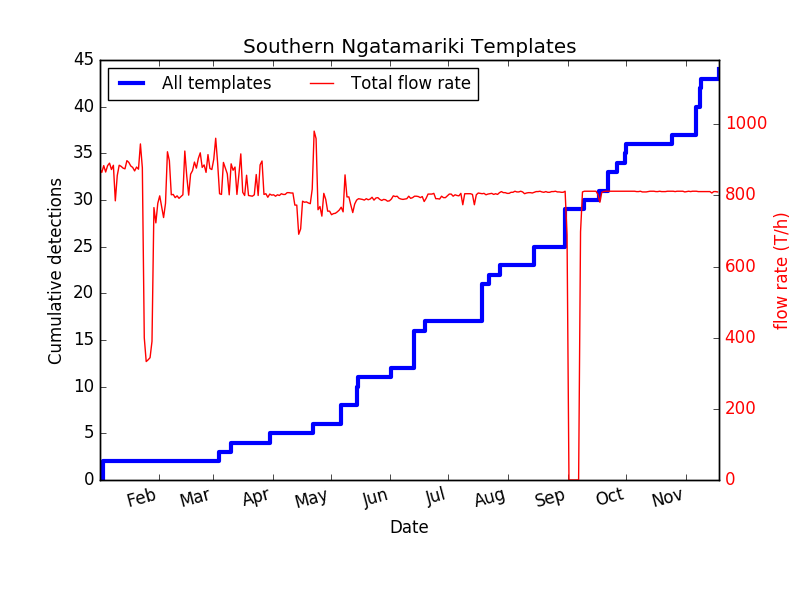 Southern Ngatamariki Templates
All templates
Total flow rate
45
40
35
30
25
20
15
10
5
0
Cumulative detections
1000
800
600
400
200
0
flow rate (T/h)
Feb Mar Apr May Jun Jul Aug Sep Oct Nov
Date